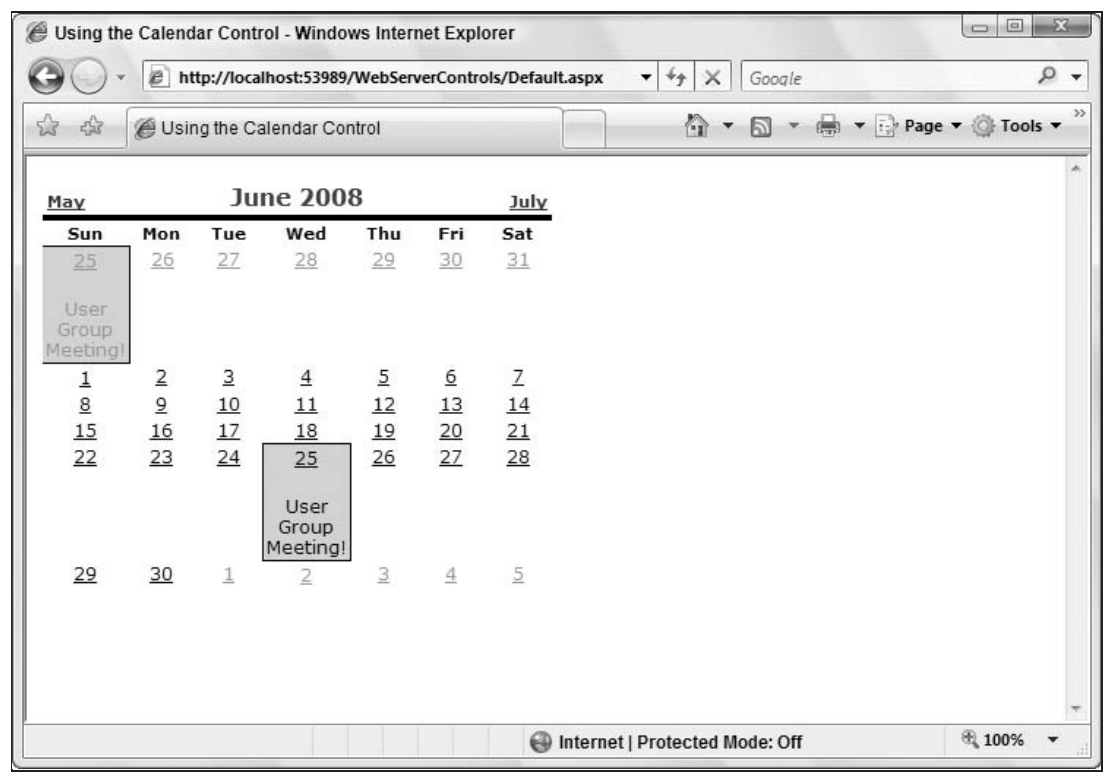 Using the Calendar Control - Windows Internet Explorer
http://localhost:53989/WebServerControls/Default.aspx Google
Using the Calendar Control Page Tools
May June 2008 July
Sun Mon Tue Wed Thu Fri Sat
25 26 27 28 29 30 31
User
Group
Meeting!
1 2 3 4 5 6 7
8 9 10 11 12 13 14
15 16 17 18 19 20 21
22 23 24 25 26 27 28
User
Group
Meeting!
29 30 1 2 3 4 5
Internet | Protected Mode: Off 100%